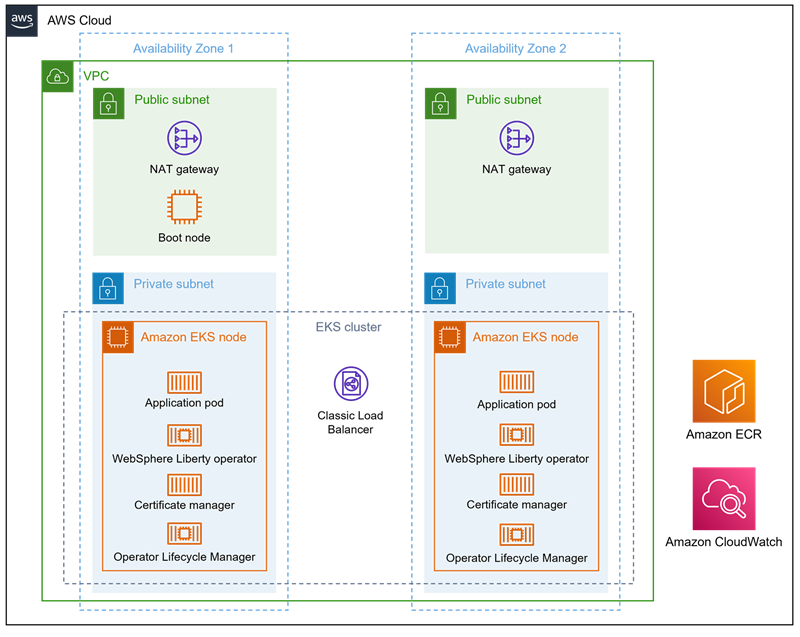 aws
AWS Cloud
Availability Zone 1
Availability Zone 2
VPC
Public subnet
NAT gateway
Boot node
Public subnet
NAT gateway
Private subnet
Private subnet
EKS cluster
Amazon EKS node
Application pod
WebSphere Liberty operator
Certificate manager
Operator Lifecycle Manager
Classic Load
Balancer
Amazon EKS node
Application pod
WebSphere Liberty operator
Certificate manager
Operator Lifecycle Manager
Amazon ECR
Amazon CloudWatch